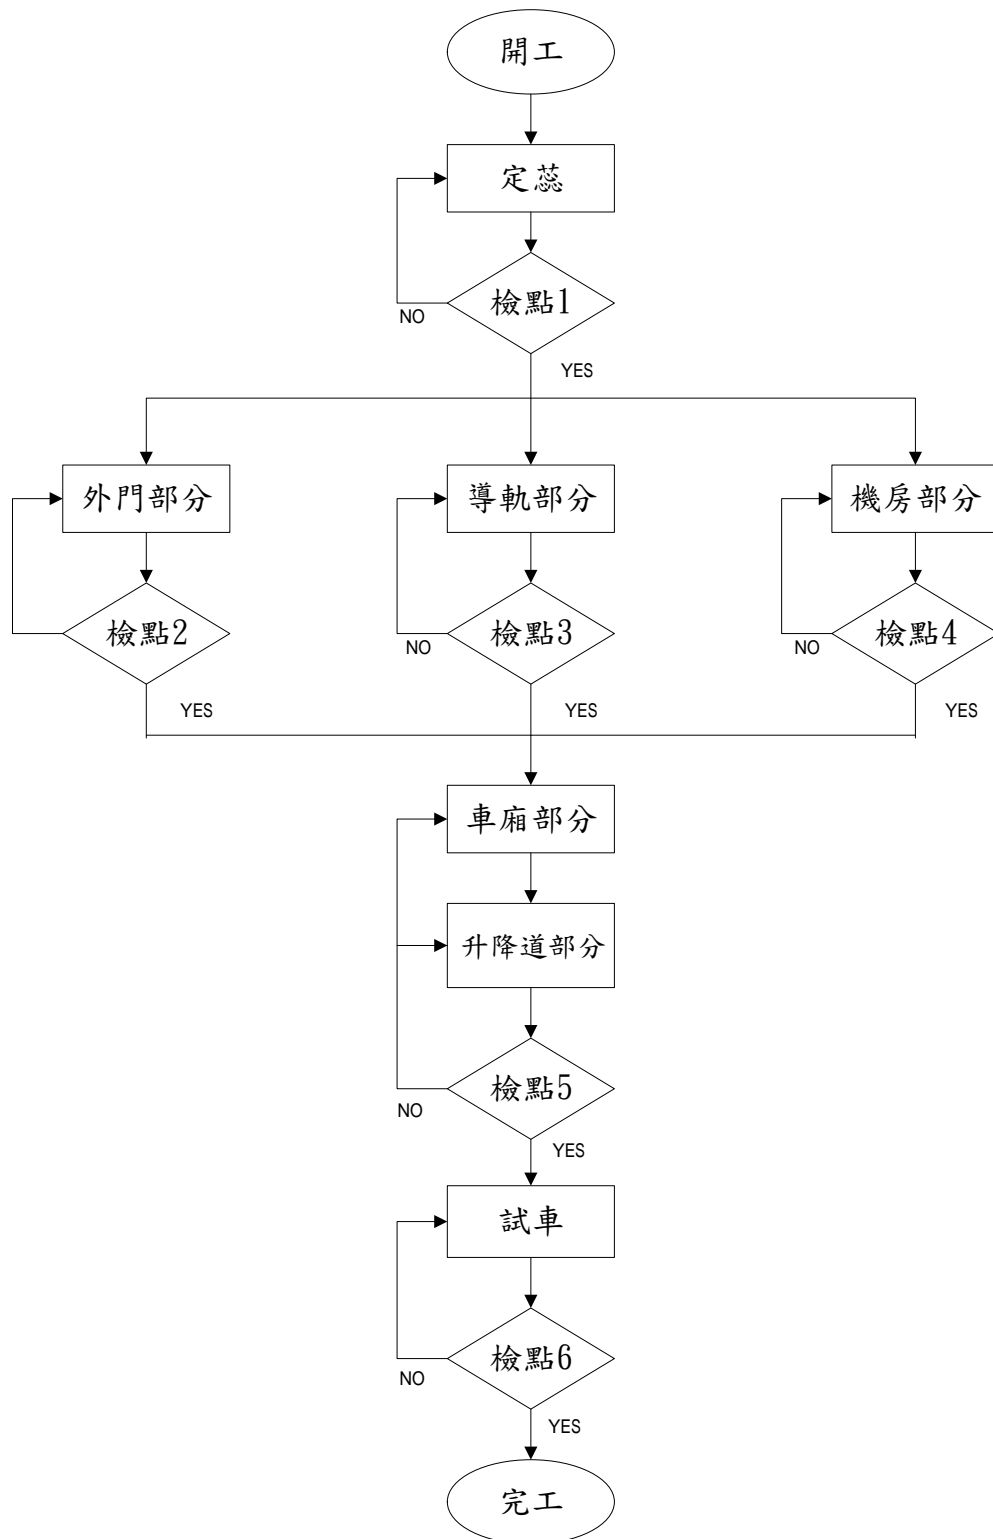 開工
定蕊
檢點1
NO
YES
外門部分
導軌部分
機房部分
檢點2
檢點3
檢點4
NO
NO
YES
YES
YES
車廂部分
升降道部分
檢點5
NO
YES
試車
檢點6
NO
YES
完工